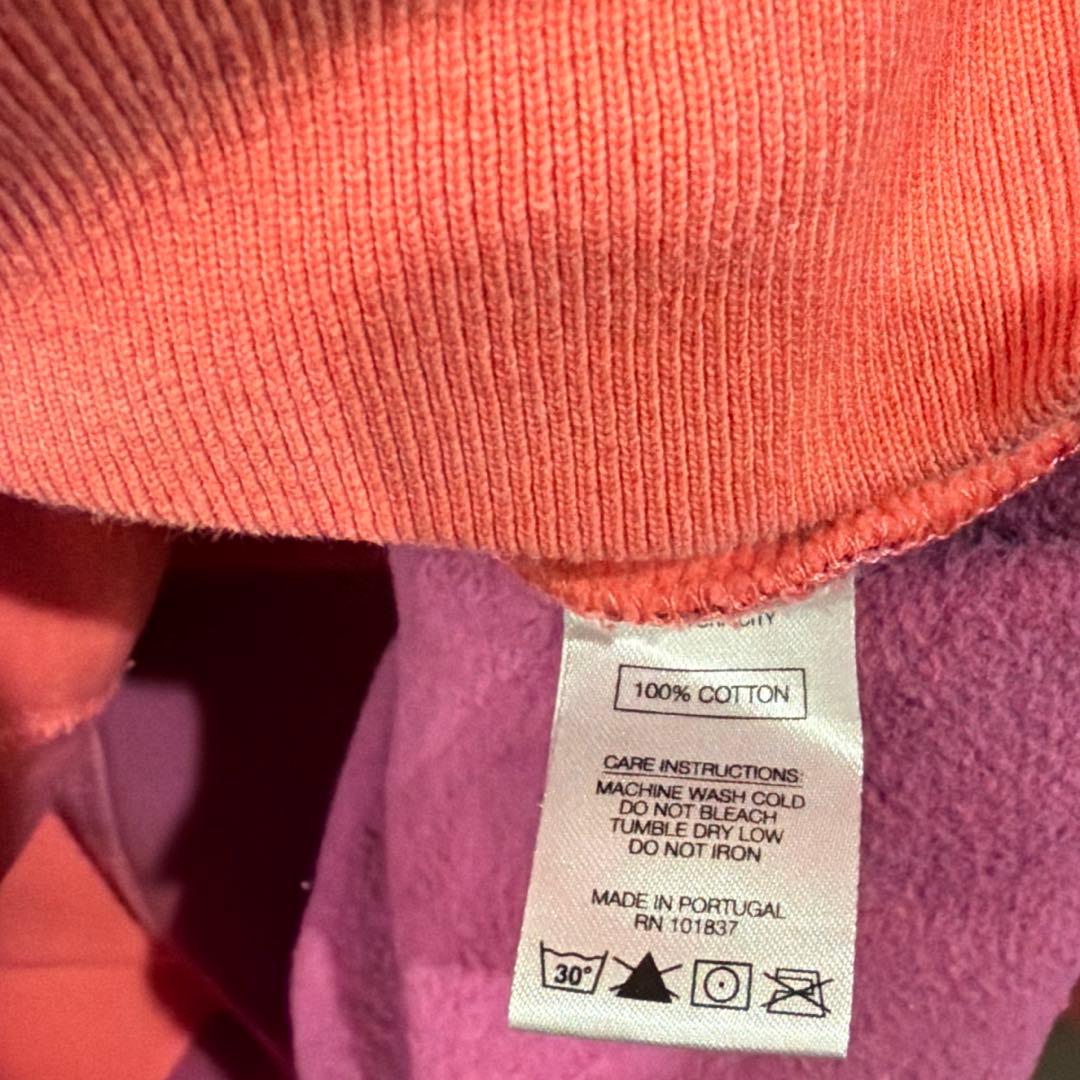 100% COTTON
CARE INSTRUCTIONS:
MACHINE WASH COLD
DO NOT BLEACH
TUMBLE DRY LOW
DO NOT IRON
MADE IN PORTUGAL
RN 101837
30°